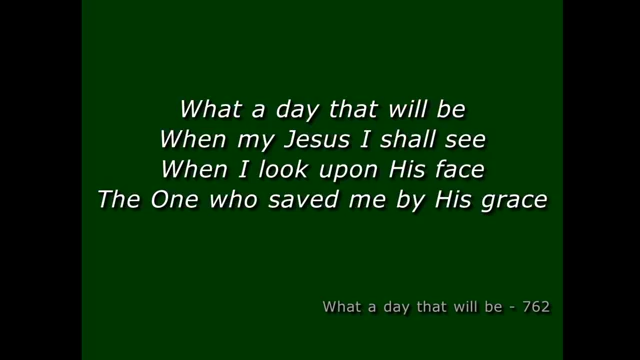 What a day that will be
When my Jesus I shall see
When I look upon His face
The One who saved me by His grace
What a day that will be - 762